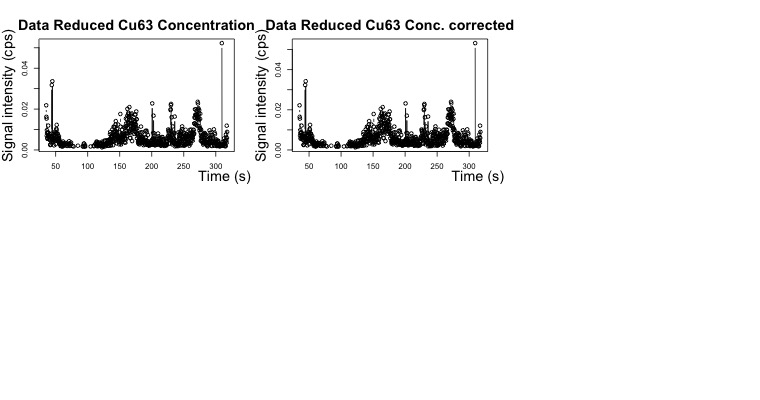 Data Reduced Cu63 Concentration
Signal intensity (cps)
0.00 0.02 0.04
50 100 150 200 250 300
Time (s)
Data Reduced Cu63 Conc. corrected
Signal intensity (cps)
0.00 0.02 0.04
50 100 150 200 250 300
Time (s)